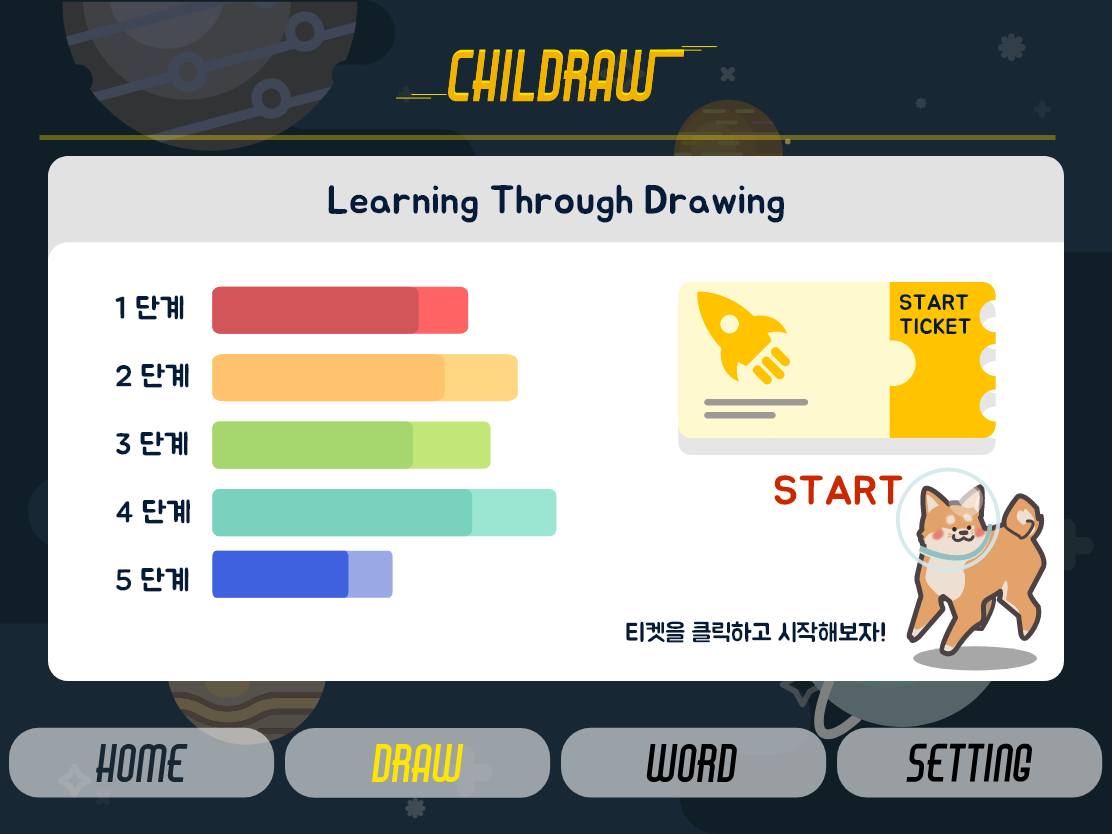 CHILDRAW
Learning Through Drawing
1 단계
2 단계
3 단계
4 단계
5 단계
START
TICKET
START
티켓을 클릭하고 시작해보자!
HOME
DRAW
WORD
SETTING